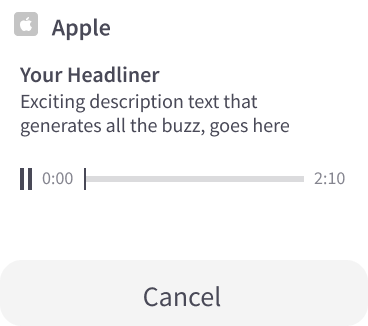 Apple
Your Headliner
Exciting description text that
generates all the buzz, goes here
0:00 2:10
Cancel